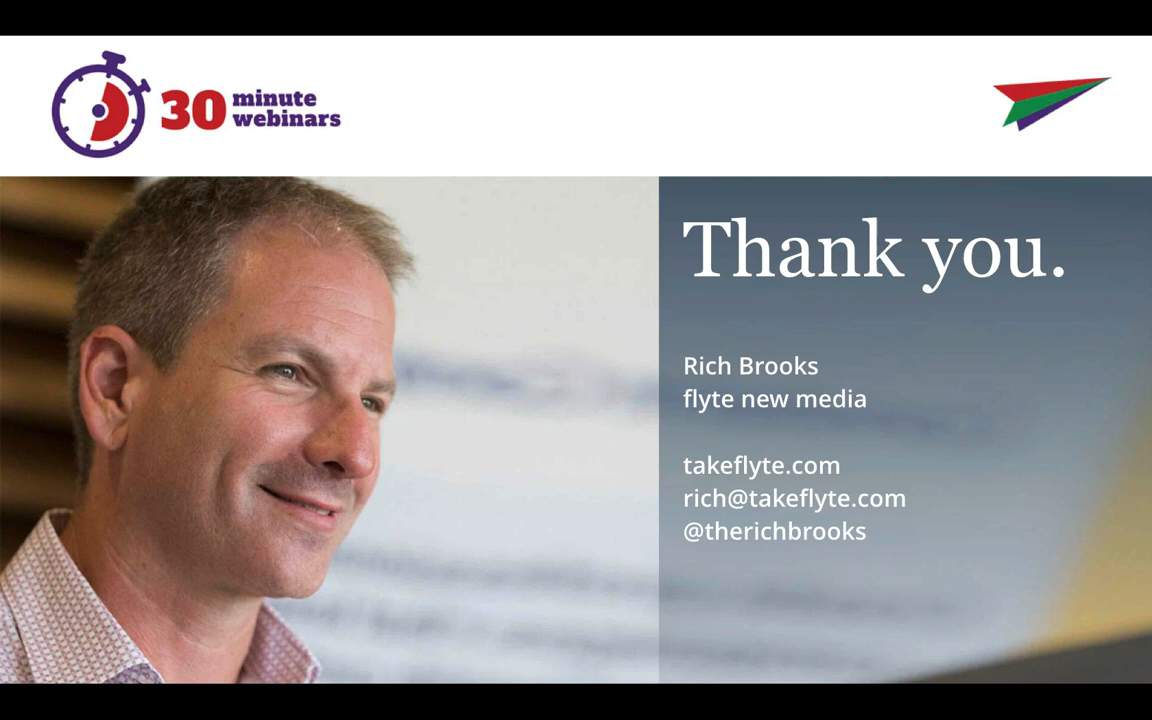 30 minute webinars
Thank you.
Rich Brooks
flyte new media
takeflyte.com
rich@takeflyte.com
@therichbrooks